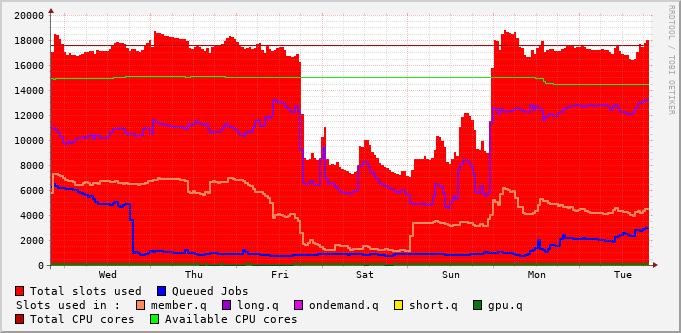 20000
18000
16000
14000
12000
10000
8000
6000
4000
2000
0
Wed Thu Fri Sat Sun Mon Tue
RRDTOOL / TOBI OETIKER
Total slots used Queued Jobs
Slots used in : member.q long.q ondemand.q short.q gpu.q
Total CPU cores Available CPU cores